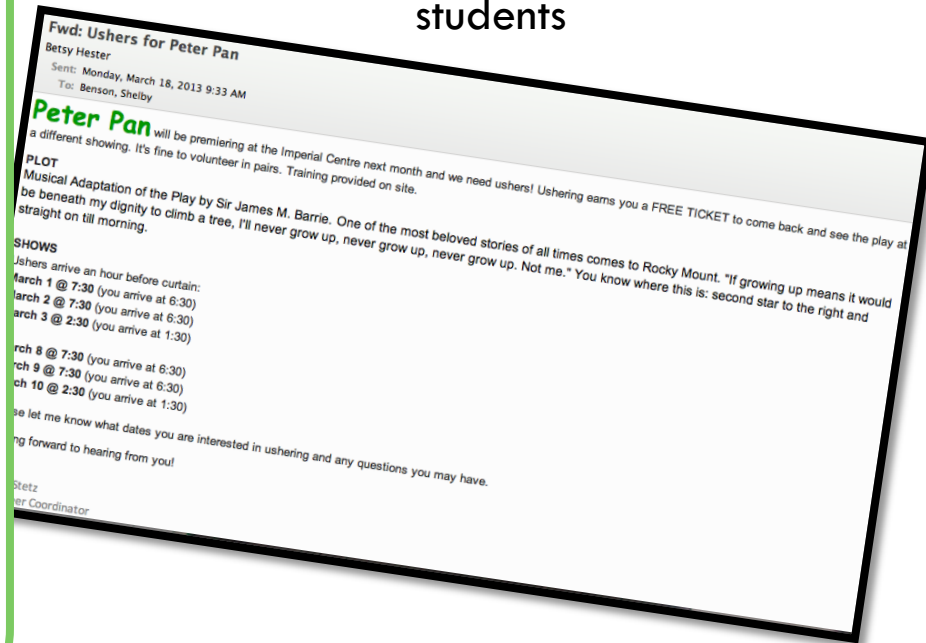 students
Fwd: Ushers for Peter Pan
Betsy Hester
Sent: Monday, March 18, 2013 9:33 AM
To: Benson, Shelby
Peter Pan will be premiering at the Imperial Centre next month and we need ushers! Ushering earns you a FREE TICKET to come back and see the play at
a different showing. It's fine to volunteer in pairs. Training provided on site.
PLOT
Musical Adaptation of the Play by Sir James M. Barrie. One of the most beloved stories of all times comes to Rocky Mount. "If growing up means it would
be beneath my dignity to climb a tree, I'll never grow up, never grow up, never grow up. Not me." You know where this is: second star to the right and
straight on till morning.
SHOWS
Ushers arrive an hour before curtain:
March 1 @ 7:30 (you arrive at 6:30)
arch 2 @ 7:30 (you arrive at 6:30)
arch 3 @ 2:30 (you arrive at 1:30)
rch 8 @ 7:30 (you arrive at 6:30)
rch 9 @ 7:30 (you arrive at 6:30)
ch 10 @ 2:30 (you arrive at 1:30)
se let me know what dates you are interested in ushering and any questions you may have.
ng forward to hearing from you!
Stetz
er Coordinator